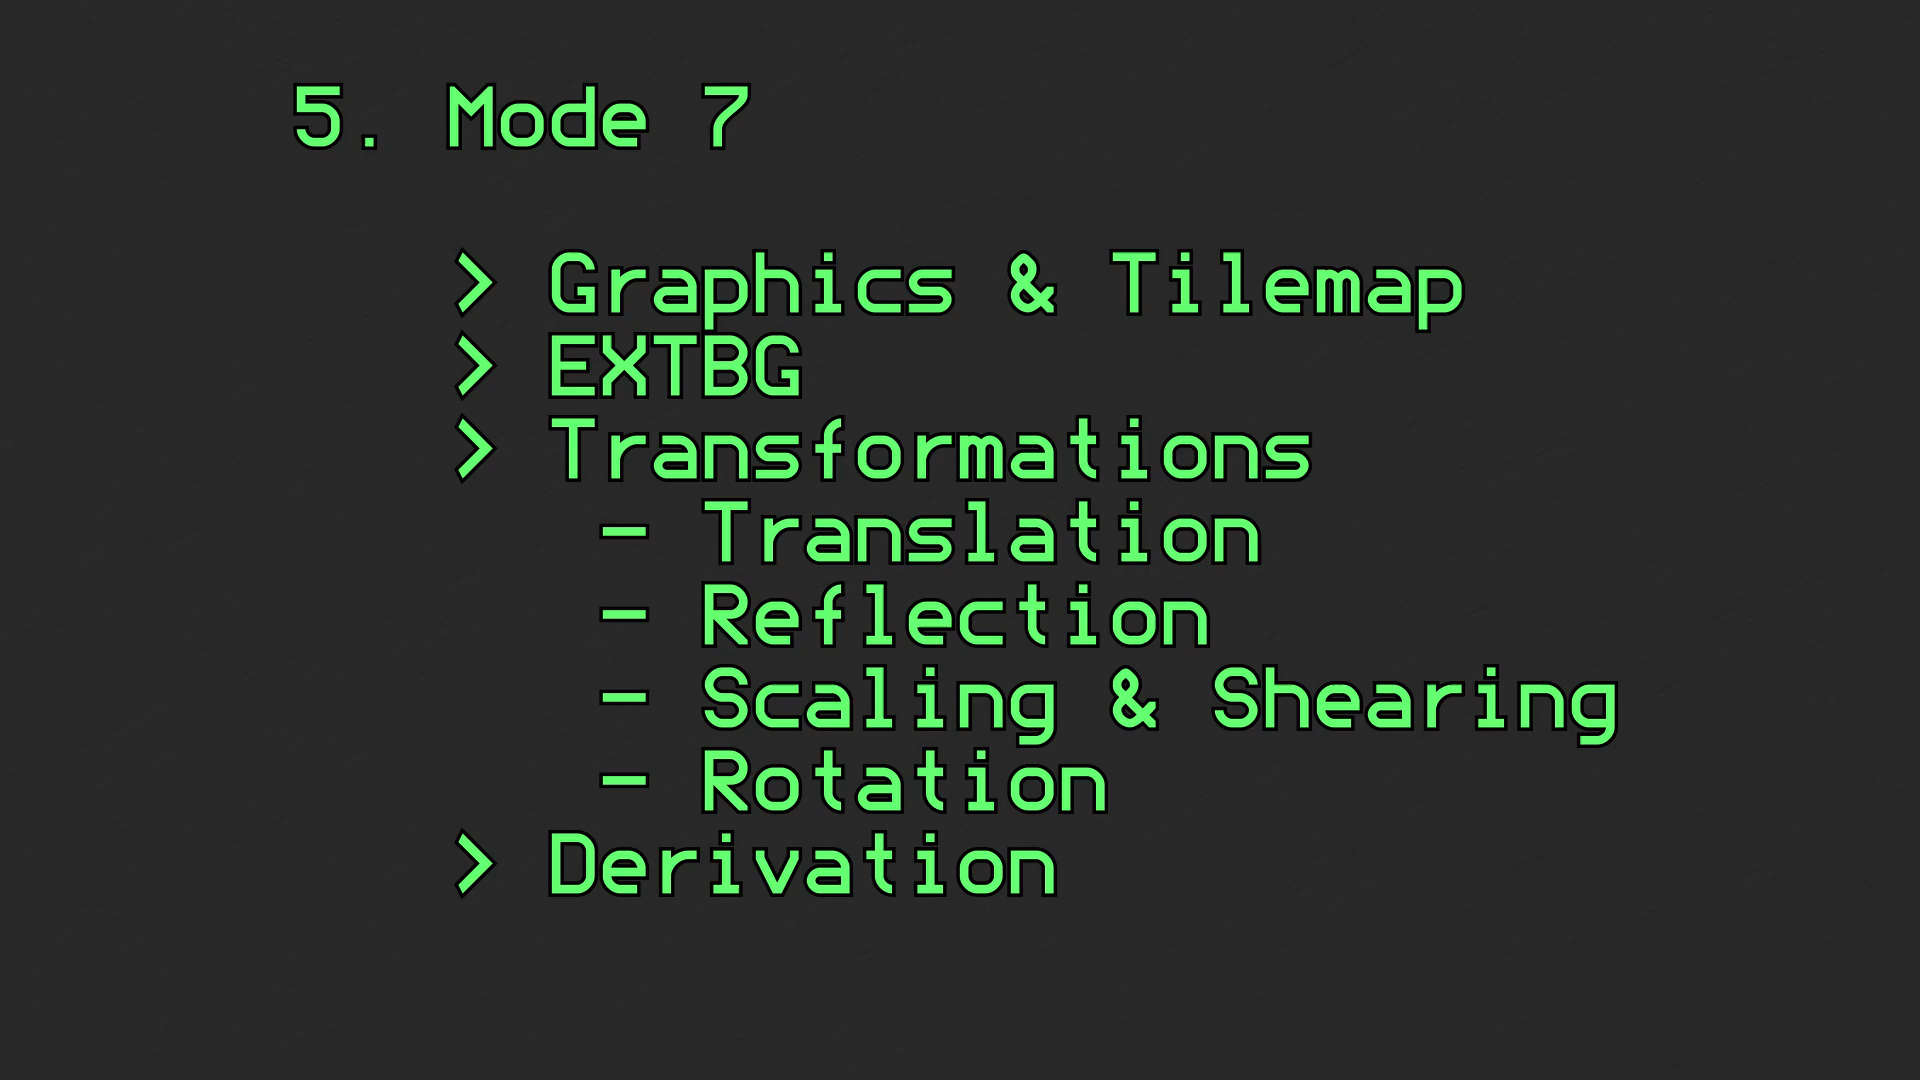 5. Mode 7
> Graphics & Tilemap
> EXTBG
> Transformations
- Translation
- Reflection
- Scaling & Shearing
- Rotation
> Derivation